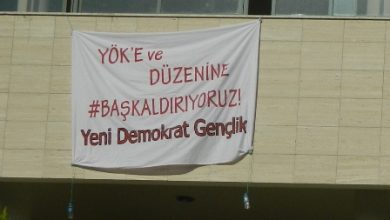 YÖK'E ve
DÜZENİNE
#BAŞKALDIRIYORUZ!
Yeni Demokrat Gençlik